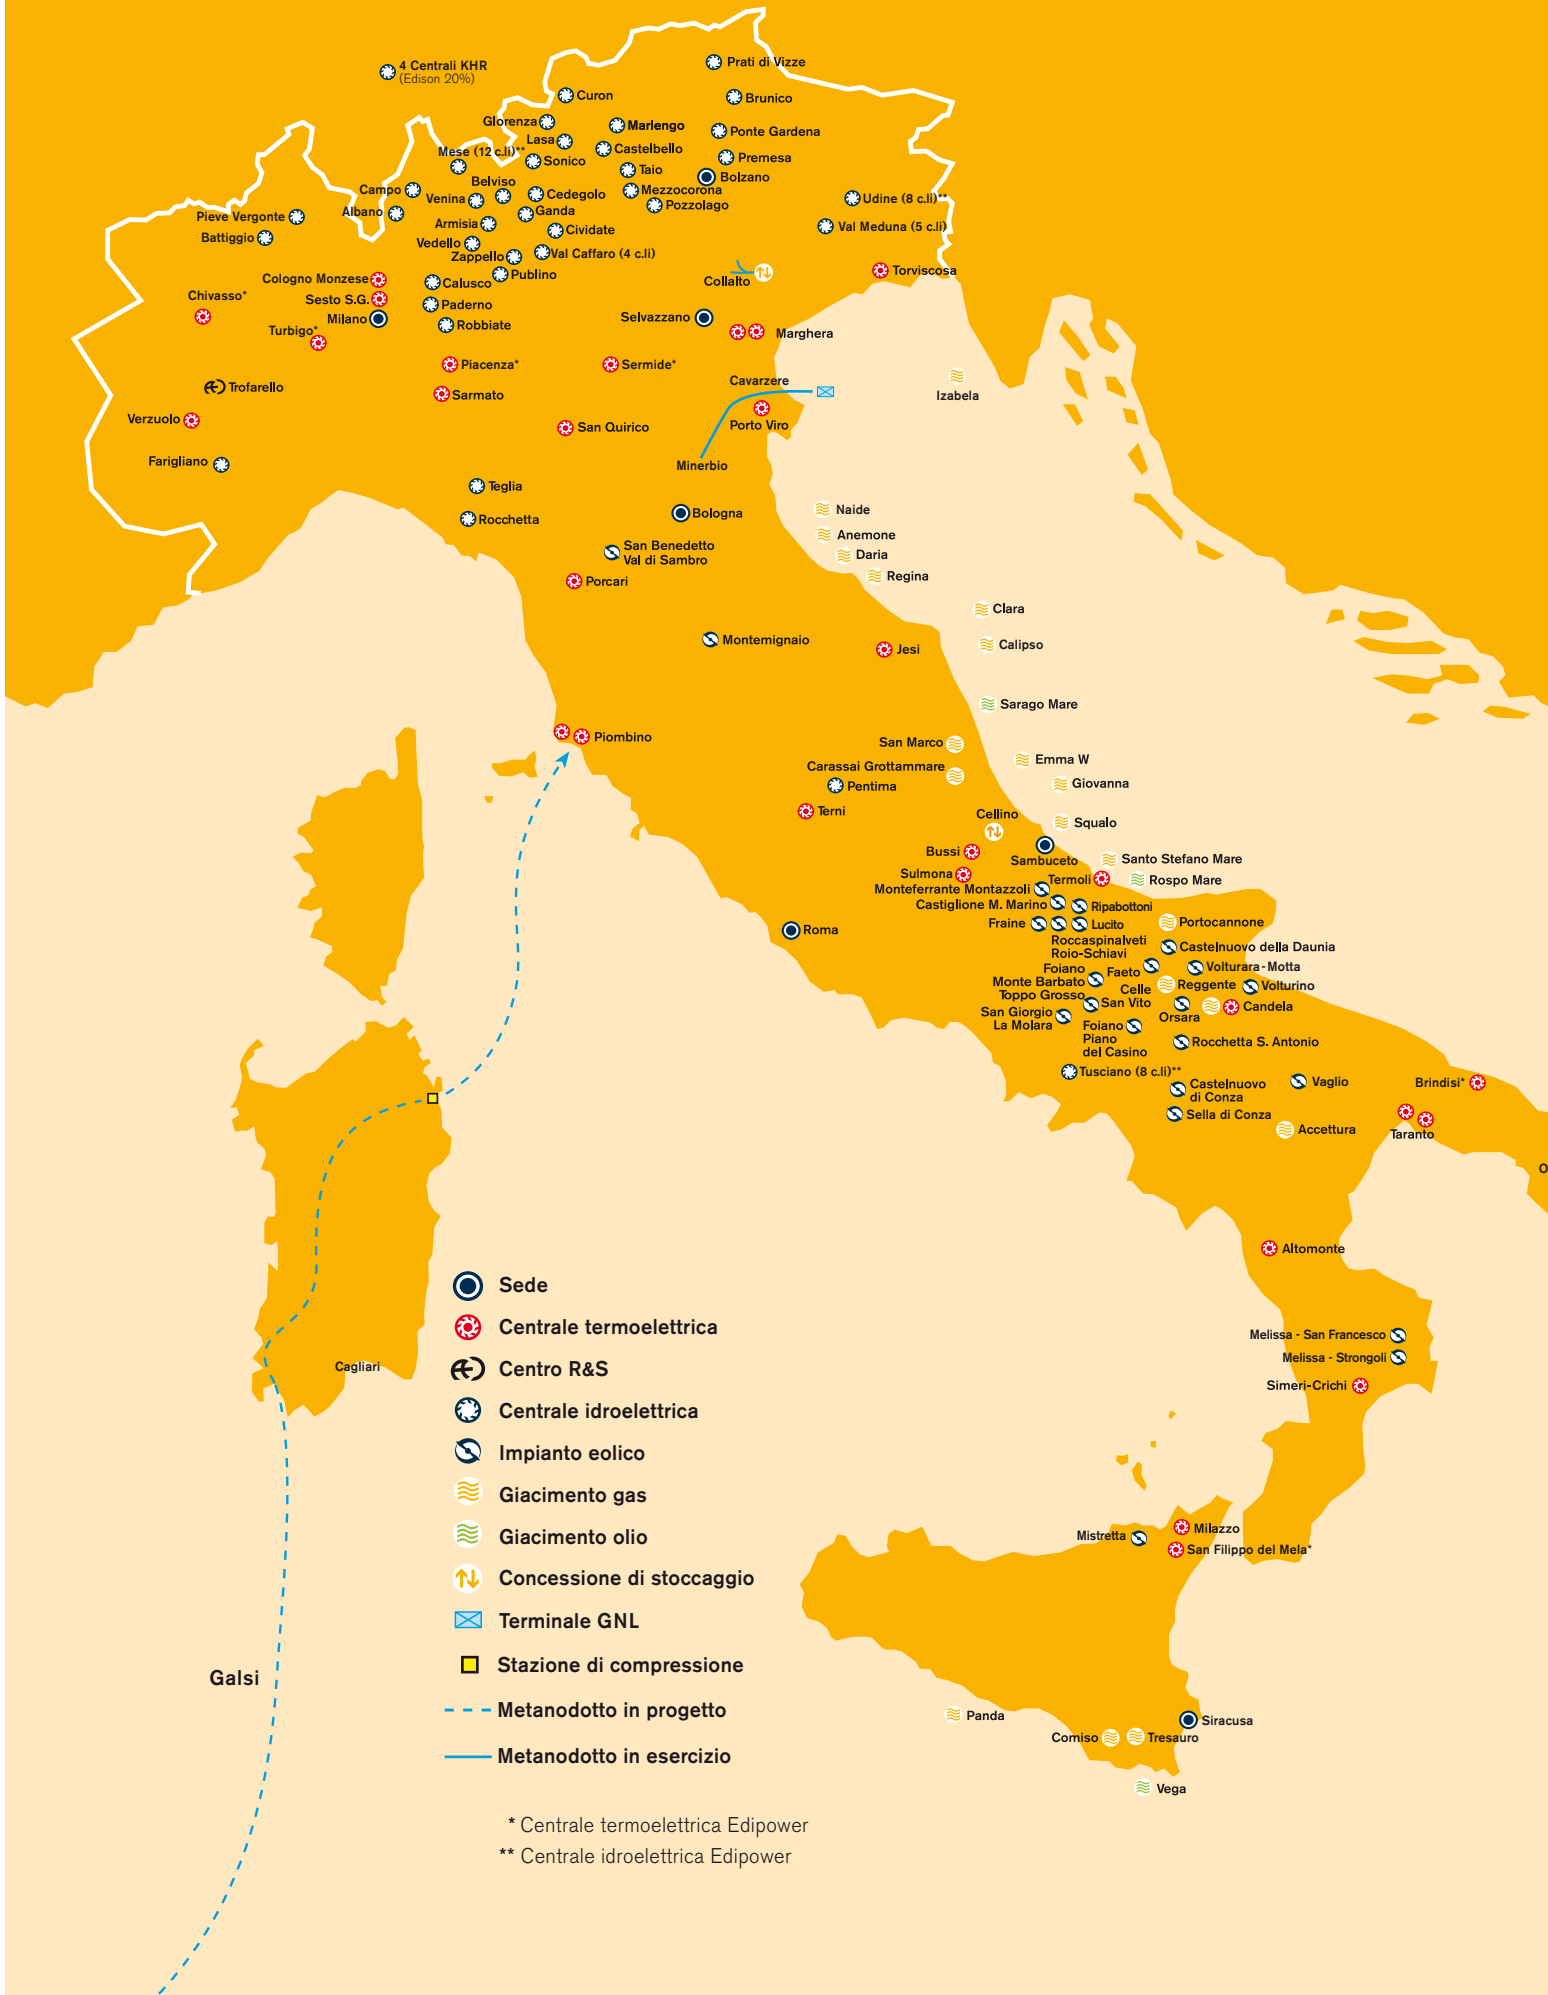 4 Centrali KHR
(Edison 20%)
Prati di Vizze
Curon
Brunico
Glorenza
Marlengo
Ponte Gardena
Lasa
Castelbello
Mese (12 c.li)**
Sonico
Premesa
Taio
Bolzano
Belviso
Campo
Venina
Cedegolo
Mezzocorona
Udine (8 c.li)**
Pozzolago
Pieve Vergonte
Albano
Ganda
Armisia
Cividate
Val Meduna (5 c.li)
Battiggio
Vedello
Zappello
Val Caffaro (4 c.li)
Publino
Torviscosa
Cologno Monzese
Calusco
Collalto
Chivasso*
Sesto S.G.
Paderno
Milano
Selvazzano
Turbigo*
Robbiate
Marghera
Piacenza*
Sermide*
Trofarello
Cavarzere
Sarmato
Izabela
Verzuolo
San Quirico
Porto Viro
Farigliano
Minerbio
Teglia
Rocchetta
Bologna
Naide
Anemone
San Benedetto
Val di Sambro
Daria
Porcari
Regina
Clara
Montemignaio
Jesi
Calipso
Sarago Mare
Piombino
San Marco
Emma W
Carassai Grottammare
Pentima
Giovanna
Terni
Cellino
Squalo
Bussi
Sambuceto
Santo Stefano Mare
Sulmona
Termoli
Rospo Mare
Monteferrante Montazzoli
Castiglione M. Marino
Ripabottoni
Fraine
Lucito
Portocannone
Roma
Roccaspinalveti
Roio-Schiavi
Castelnuovo della Daunia
Foiano
Monte Barbato
Toppo Grosso
Faeto
Volturara-Motta
Celle
Reggente
Volturino
San Vito
Orsara
Candela
San Giorgio
La Molara
Foiano
Piano
del Casino
Rocchetta S. Antonio
Tusciano (8 c.li)**
Castelnuovo
di Conza
Vaglio
Brindisi*
Sella di Conza
Accettura
Taranto
O
Altomonte
Melissa - San Francesco
Melissa - Strongoli
Simeri-Crichi
Cagliari
Sede
Centrale termoelettrica
Centro R&S
Centrale idroelettrica
Impianto eolico
Giacimento gas
Giacimento olio
Concessione di stoccaggio
Terminale GNL
Stazione di compressione
Metanodotto in progetto
Metanodotto in esercizio
Galsi
Mistretta
Milazzo
San Filippo del Mela*
Panda
Siracusa
Comiso
Tresauro
Vega
* Centrale termoelettrica Edipower
** Centrale idroelettrica Edipower